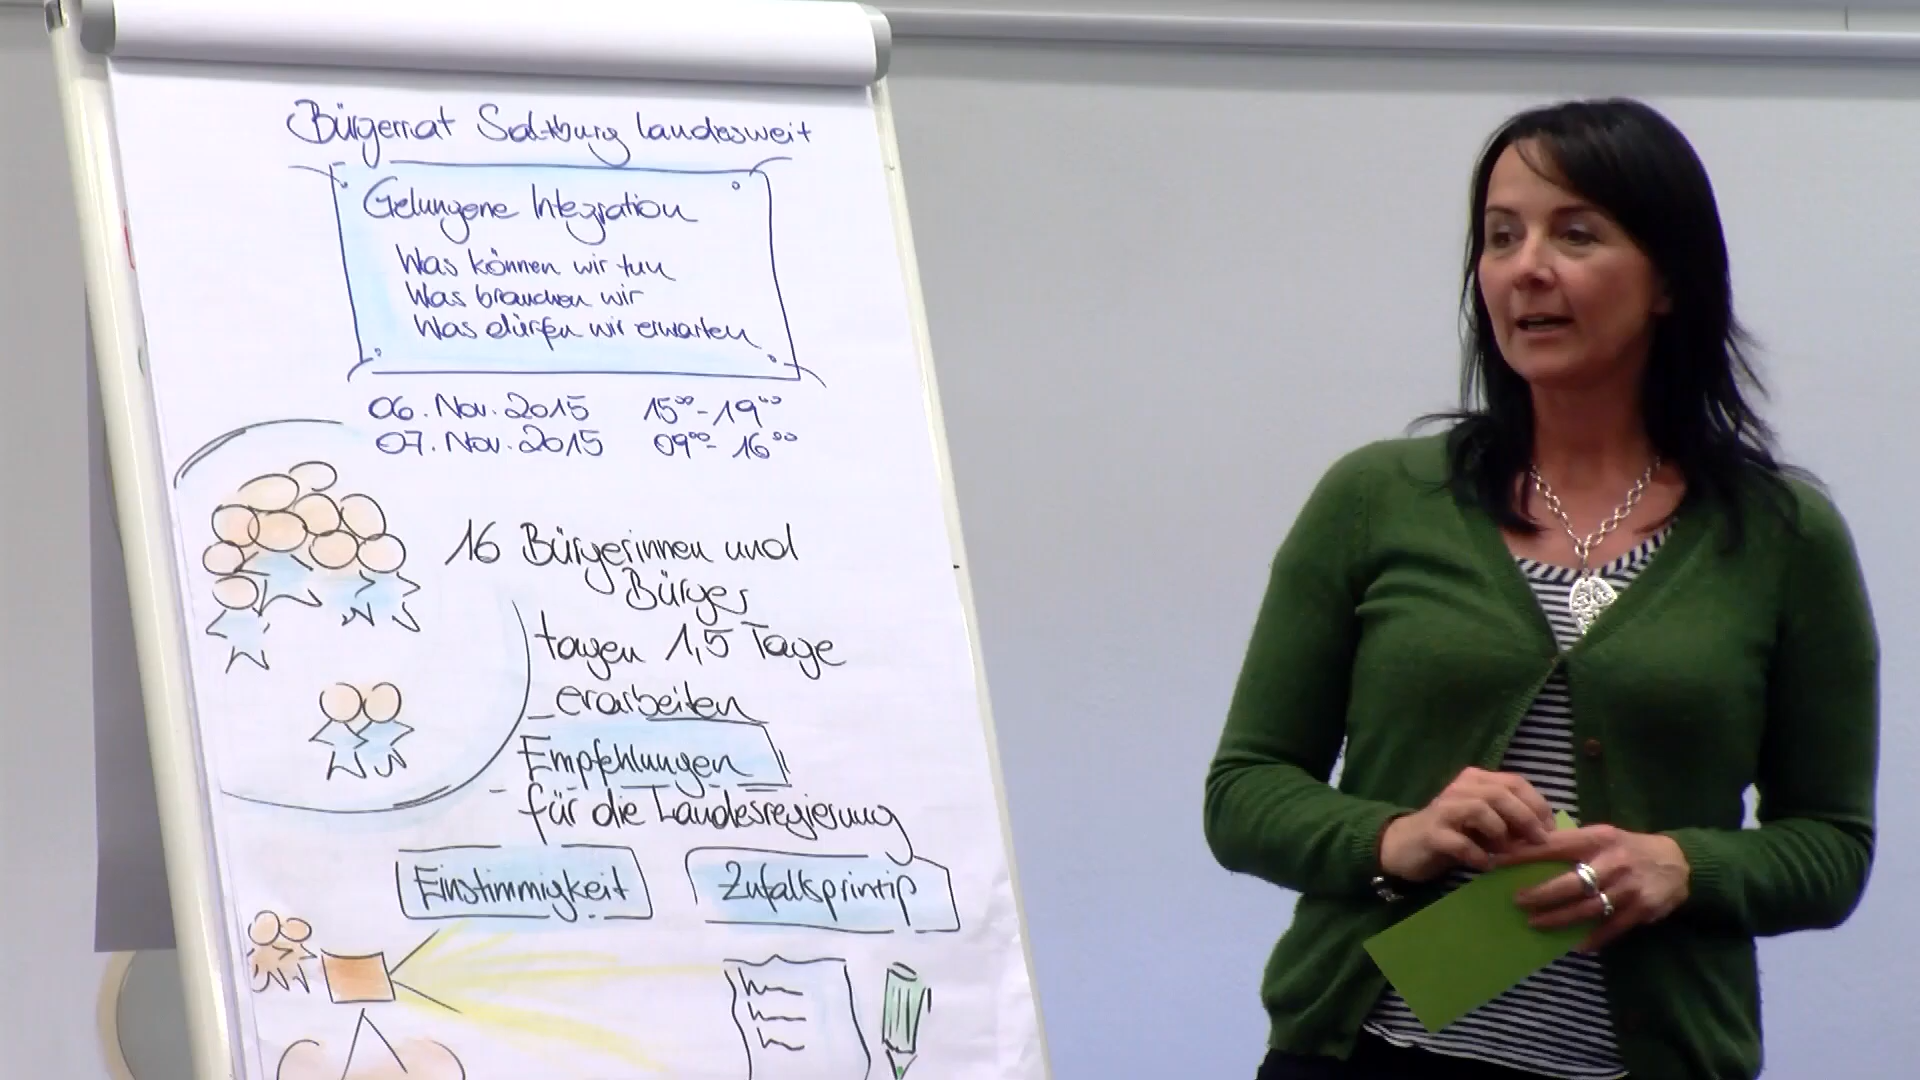 Bürgerrat Salzburg landesweit
Gelungene Integration
Was können wir tun
Was brauchen wir
Was dürfen wir erwarten
06. Nov. 2015 15⁰⁰-19⁰⁰
07. Nov. 2015 09⁰⁰- 16⁰⁰
16 Bürgerinnen und
Bürger
tagen 1,5 Tage
erarbeiten
Empfehlungen
für die Landesregierung
Einstimmigkeit Zufallsprintip